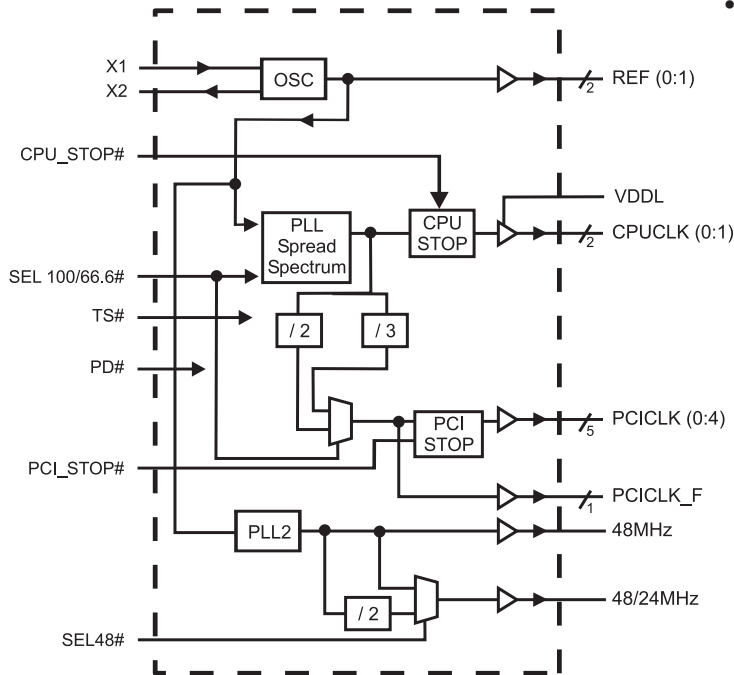 X1
X2
OSC
REF (0:1)
2
CPU_STOP#
VDDL
PLL
Spread
Spectrum
CPU
STOP
CPUCLK (0:1)
2
SEL 100/66.6#
TS#
/ 2
/ 3
PD#
PCI
STOP
PCICLK (0:4)
5
PCI_STOP#
PCICLK_F
1
PLL2
48MHz
/ 2
48/24MHz
SEL48#